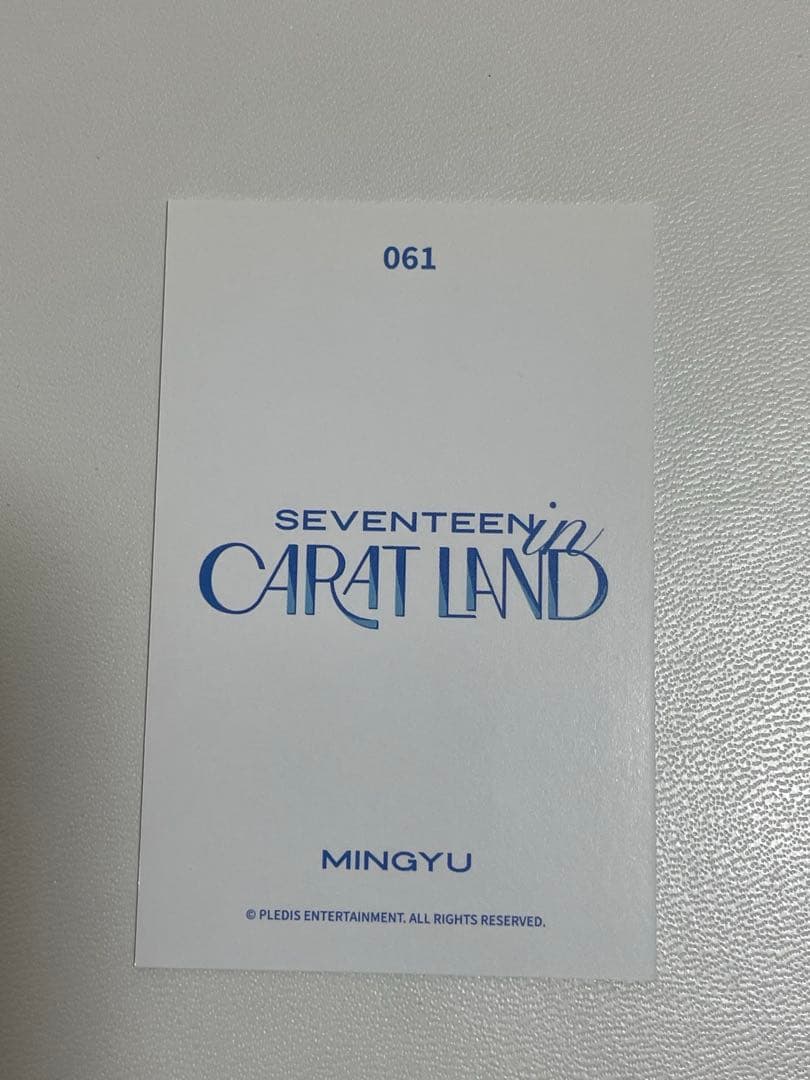 061
SEVENTEEN in
CARAT LAND
MINGYU
© PLEDIS ENTERTAINMENT. ALL RIGHTS RESERVED.